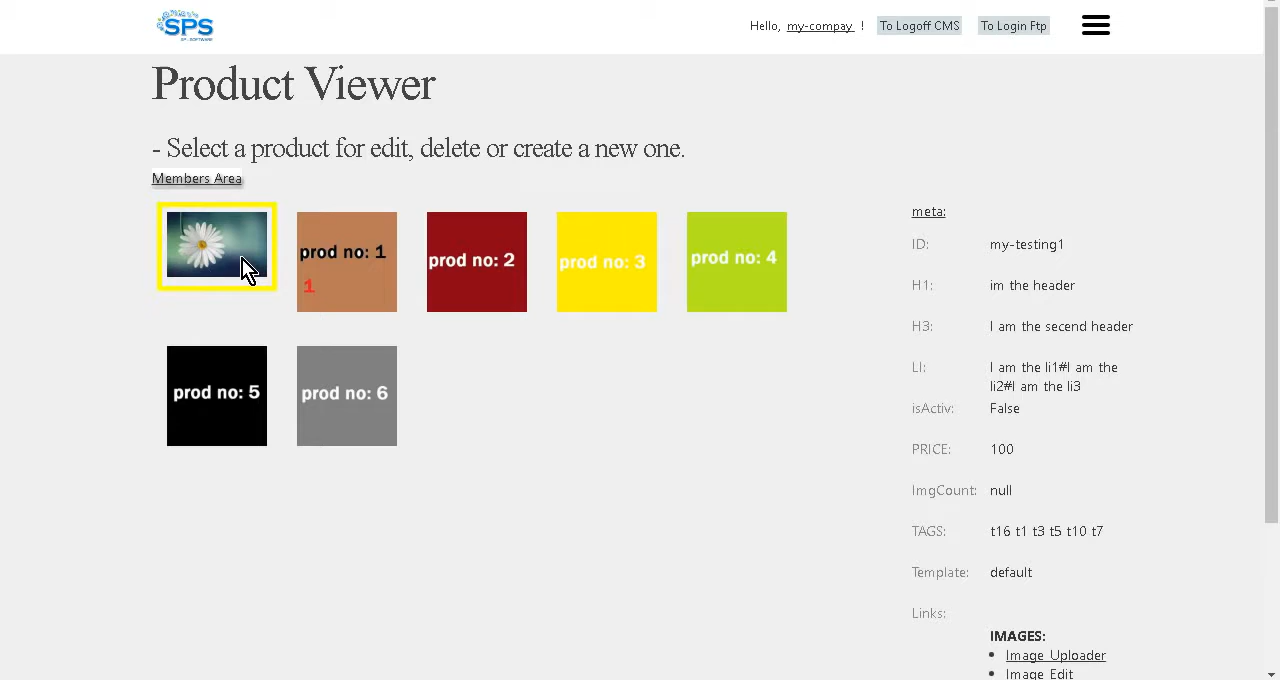 SPS
SP...SOFTWARE
Hello, my-compay !
To Logoff CMS
To Login Ftp
Product Viewer
- Select a product for edit, delete or create a new one.
Members Area
prod no: 1
1
prod no: 2
prod no: 3
prod no: 4
prod no: 5
prod no: 6
meta:
ID: my-testing1
H1: im the header
H3: I am the second header
LI: I am the li1#I am the
li2#I am the li3
isActiv: False
PRICE: 100
ImgCount: null
TAGS: t16 t1 t3 t5 t10 t7
Template: default
Links:
IMAGES:
Image Uploader
Image Edit